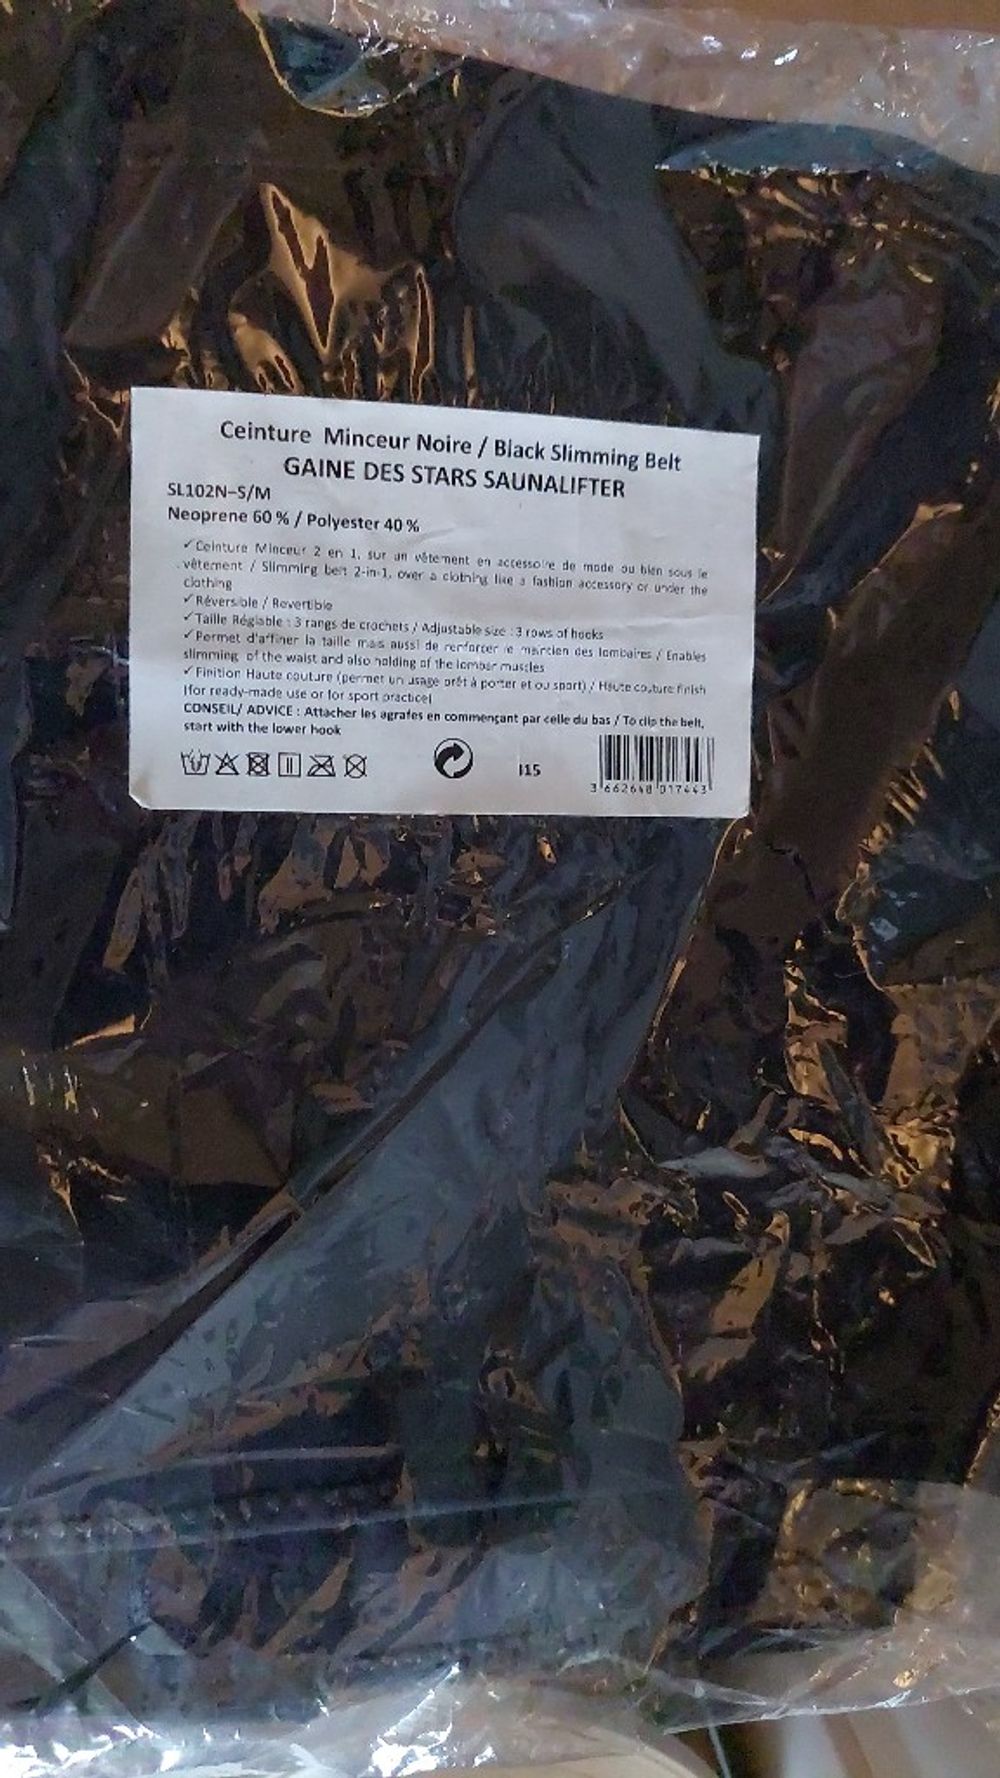 Ceinture Minceur Noire / Black Slimming Belt
GAINE DES STARS SAUNALIFTER
SL102N-S/M
Neoprene 60 % / Polyester 40 %
✓ Ceinture Minceur 2 en 1, sur un vêtement en accessoire de mode ou bien sous le
vêtement / Slimming belt 2-in-1, over a clothing like a fashion accessory or under the
clothing
✓ Réversible / Revertible
✓ Taille Réglable : 3 rangs de crochets / Adjustable size : 3 rows of hooks
✓ Permet d'affiner la taille mais aussi de renforcer le maintien des lombaires / Enables
slimming of the waist and also holding of the lombar muscles
✓ Finition Haute couture (permet un usage prêt à porter et ou sport) / Haute couture finish
(for ready-made use or for sport practice)
CONSEIL/ ADVICE : Attacher les agrafes en commençant par celle du bas / To clip the belt,
start with the lower hook
I15
3 662648 017443